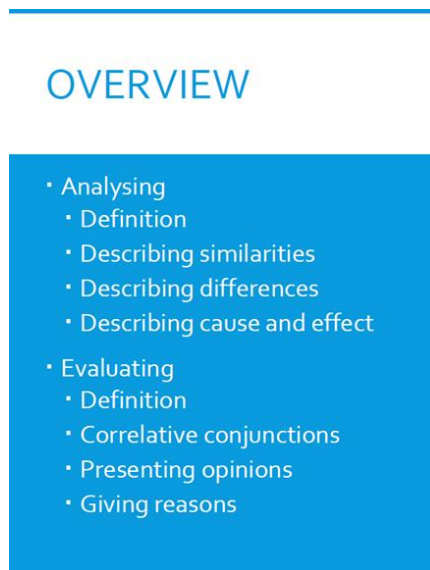 OVERVIEW
▪ Analysing
▪ Definition
▪ Describing similarities
▪ Describing differences
▪ Describing cause and effect
▪ Evaluating
▪ Definition
▪ Correlative conjunctions
▪ Presenting opinions
▪ Giving reasons